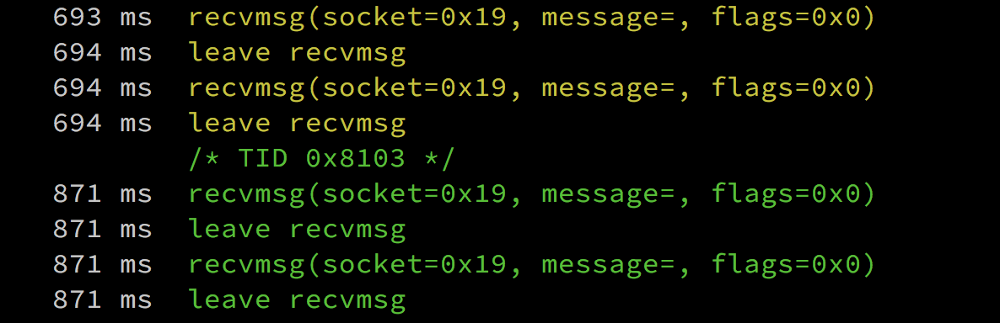 693 ms  recvmsg(socket=0x19, message=, flags=0x0)
694 ms  leave recvmsg
694 ms  recvmsg(socket=0x19, message=, flags=0x0)
694 ms  leave recvmsg
/* TID 0x8103 */
871 ms  recvmsg(socket=0x19, message=, flags=0x0)
871 ms  leave recvmsg
871 ms  recvmsg(socket=0x19, message=, flags=0x0)
871 ms  leave recvmsg